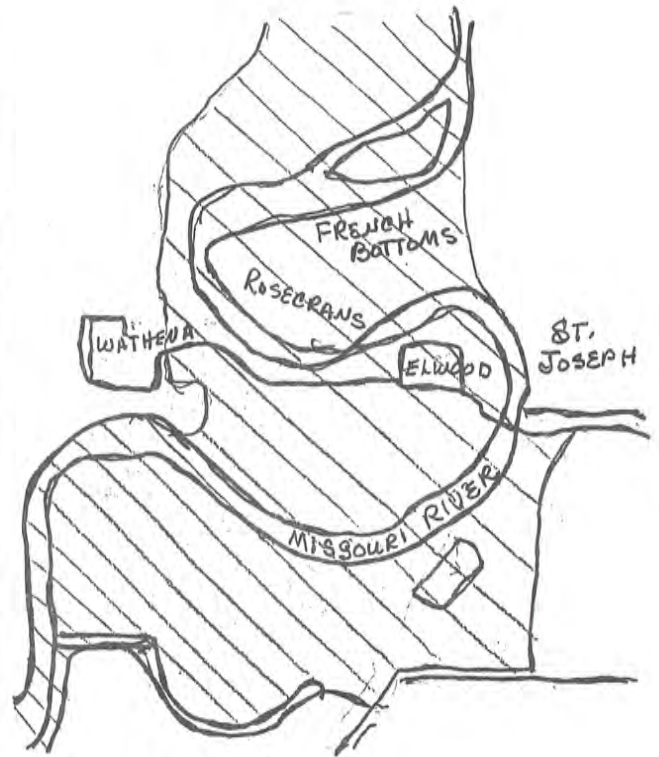 FRENCH
BOTTOMS
ROSECRANS
WATHENA
ELWOOD
ST.
JOSEPH
MISSOURI RIVER